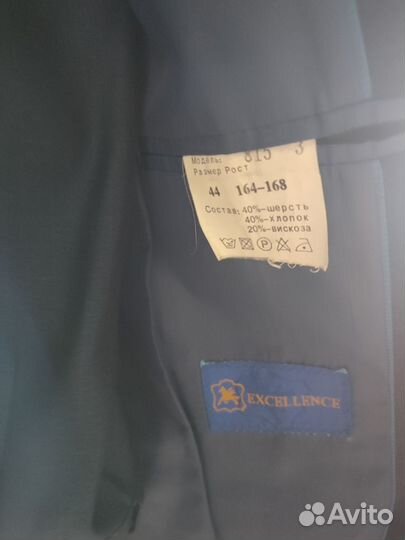 Модель: 815 3
Размер Рост
44 164-168
Состав: 40%-шерсть
40%-хлопок
20%-вискоза
EXCELLENCE
Avito